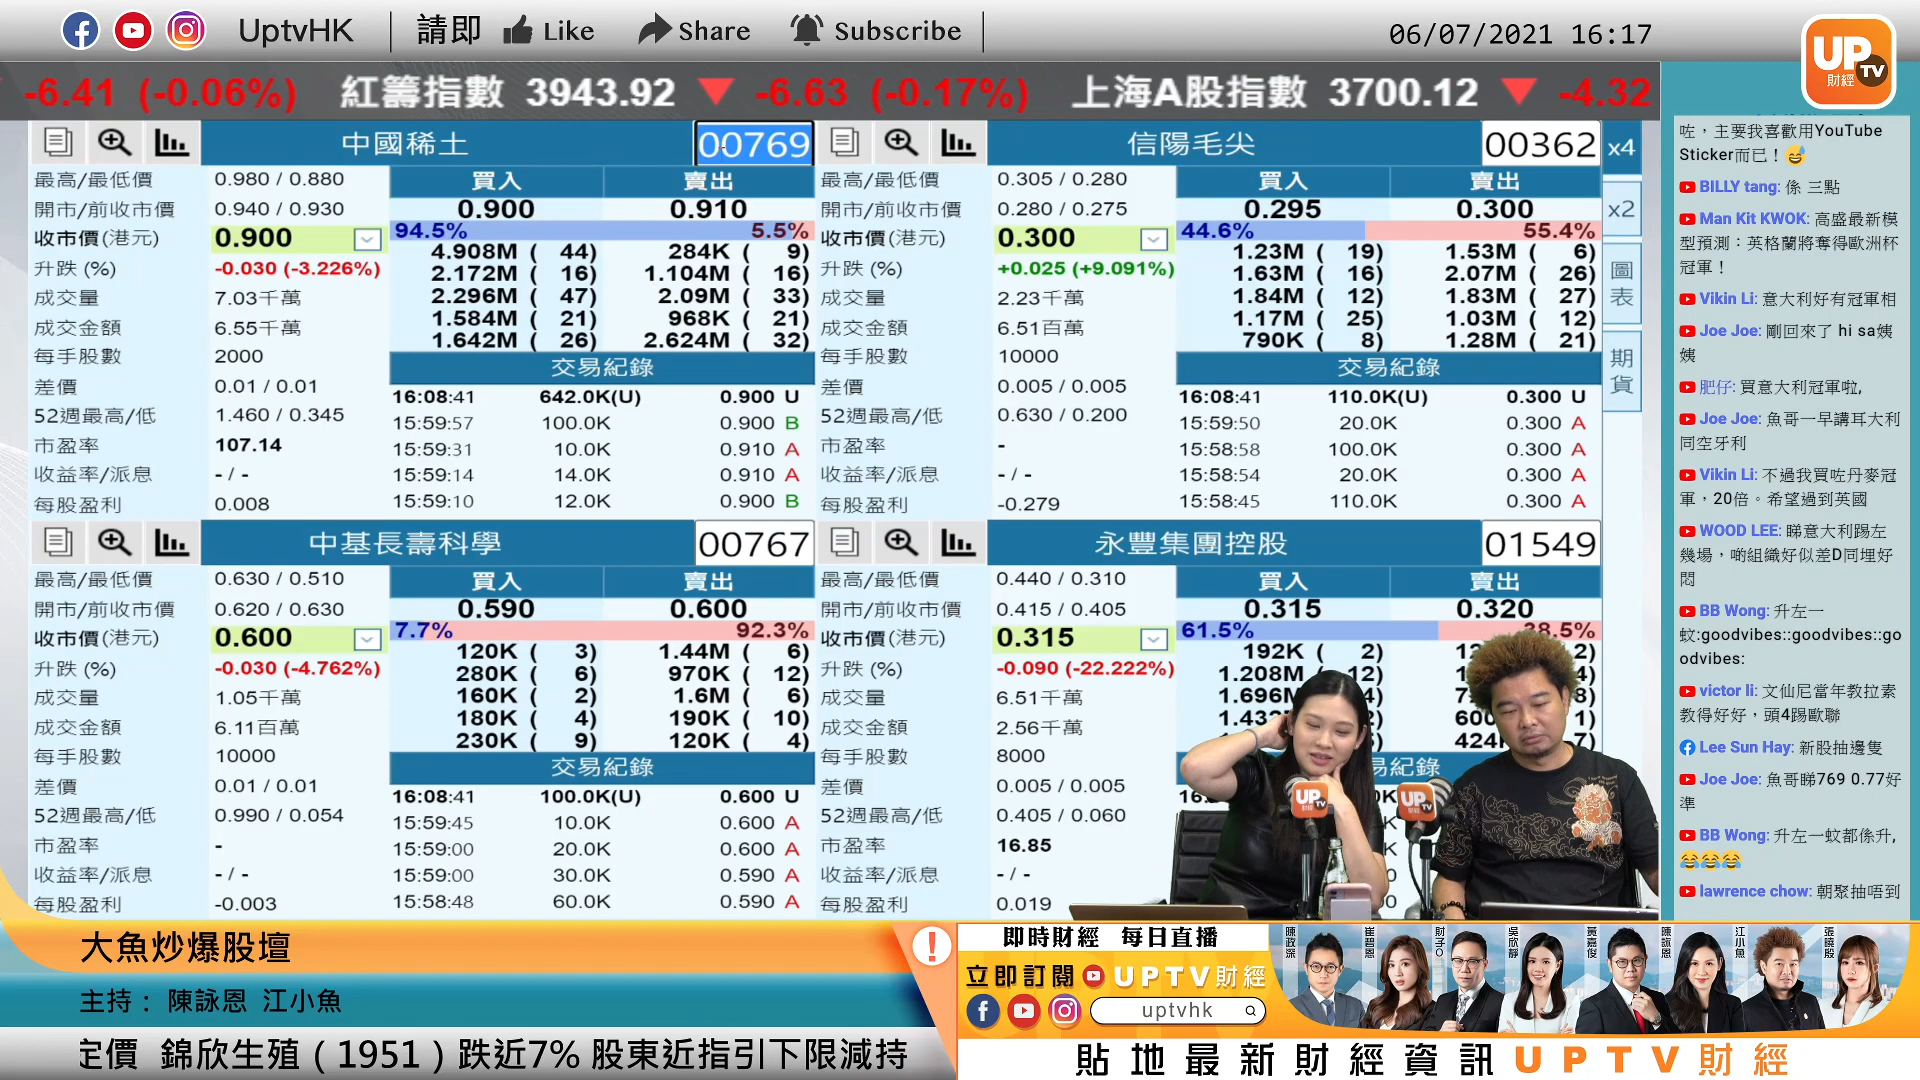 UptvHK 請即 Like Share Subscribe 06/07/2021 16:17
UP TV 財經
-6.41 (-0.06%) 紅籌指數 3943.92 ▼ -6.63 (-0.17%) 上海A股指數 3700.12 ▼ -4.32
中國稀土 00769
最高/最低價 0.980 / 0.880
開市/前收市價 0.940 / 0.930
收市價(港元) 0.900
升跌 (%) -0.030 (-3.226%)
成交量 7.03千萬
成交金額 6.55千萬
每手股數 2000
差價 0.01 / 0.01
52週最高/低 1.460 / 0.345
市盈率 107.14
收益率/派息 - / -
每股盈利 0.008
買入 賣出
0.900 0.910
94.5% 5.5%
4.908M ( 44) 284K ( 9)
2.172M ( 16) 1.104M ( 16)
2.296M ( 47) 2.09M ( 33)
1.584M ( 21) 968K ( 21)
1.642M ( 26) 2.624M ( 32)
交易紀錄
16:08:41 642.0K(U) 0.900 U
15:59:57 100.0K 0.900 B
15:59:31 10.0K 0.910 A
15:59:14 14.0K 0.910 A
15:59:10 12.0K 0.900 B
信陽毛尖 00362
最高/最低價 0.305 / 0.280
開市/前收市價 0.280 / 0.275
收市價(港元) 0.300
升跌 (%) +0.025 (+9.091%)
成交量 2.23千萬
成交金額 6.51百萬
每手股數 10000
差價 0.005 / 0.005
52週最高/低 0.630 / 0.200
市盈率 -
收益率/派息 - / -
每股盈利 -0.279
買入 賣出
0.295 0.300
44.6% 55.4%
1.23M ( 19) 1.53M ( 6)
1.63M ( 16) 2.07M ( 26)
1.84M ( 12) 1.83M ( 27)
1.17M ( 25) 1.03M ( 12)
790K ( 8) 1.28M ( 21)
交易紀錄
16:08:41 110.0K(U) 0.300 U
15:59:50 20.0K 0.300 A
15:58:58 100.0K 0.300 A
15:58:54 20.0K 0.300 A
15:58:45 110.0K 0.300 A
x4
x2
圖表
期貨
中基長壽科學 00767
最高/最低價 0.630 / 0.510
開市/前收市價 0.620 / 0.630
收市價(港元) 0.600
升跌 (%) -0.030 (-4.762%)
成交量 1.05千萬
成交金額 6.11百萬
每手股數 10000
差價 0.01 / 0.01
52週最高/低 0.990 / 0.054
市盈率 -
收益率/派息 - / -
每股盈利 -0.003
買入 賣出
0.590 0.600
7.7% 92.3%
120K ( 3) 1.44M ( 6)
280K ( 6) 970K ( 12)
160K ( 2) 1.6M ( 6)
180K ( 4) 190K ( 10)
230K ( 9) 120K ( 4)
交易紀錄
16:08:41 100.0K(U) 0.600 U
15:59:45 10.0K 0.600 A
15:59:00 20.0K 0.600 A
15:59:00 30.0K 0.590 A
15:58:48 60.0K 0.590 A
永豐集團控股 01549
最高/最低價 0.440 / 0.310
開市/前收市價 0.415 / 0.405
收市價(港元) 0.315
升跌 (%) -0.090 (-22.222%)
成交量 6.51千萬
成交金額 2.56千萬
每手股數 8000
差價 0.005 / 0.005
52週最高/低 0.405 / 0.060
市盈率 16.85
收益率/派息 - / -
每股盈利 0.019
買入 賣出
0.315 0.320
61.5% 38.5%
192K ( 2)
1.208M
1.696M
易紀錄
UP TV
UP TV
咗，主要我喜歡用YouTube
Sticker而已！😅
BILLY tang: 係 三點
Man Kit KWOK: 高盛最新模
型預測：英格蘭將奪得歐洲杯
冠軍！
Vikin Li: 意大利好有冠軍相
Joe Joe: 剛回來了 hi sa姨
姨
肥仔: 買意大利冠軍啦,
Joe Joe: 魚哥一早講耳大利
同空牙利
Vikin Li: 不過我買咗丹麥冠
軍，20倍。希望過到英國
WOOD LEE: 睇意大利踢左
幾場，啲組織好似差D同埋好
悶
BB Wong: 升左一
蚊:goodvibes::goodvibes::go
odvibes:
victor li: 文仙尼當年教拉素
教得好好，頭4踢歐聯
Lee Sun Hay: 新股抽邊隻
Joe Joe: 魚哥睇769 0.77好
準
BB Wong: 升左一蚊都係升,
😂😂😂
lawrence chow: 朝聚抽唔到
大魚炒爆股壇
主持： 陳詠恩 江小魚
定價 錦欣生殖（1951）跌近7% 股東近指引下限減持
即時財經 每日直播
立即訂閱 UPTV財經
uptvhk
陳政深 崔碧恩 財子O 吳欣靜 黃嘉俊 陳詠恩 江小魚 張曉殷
貼地最新財經資訊UPTV財經